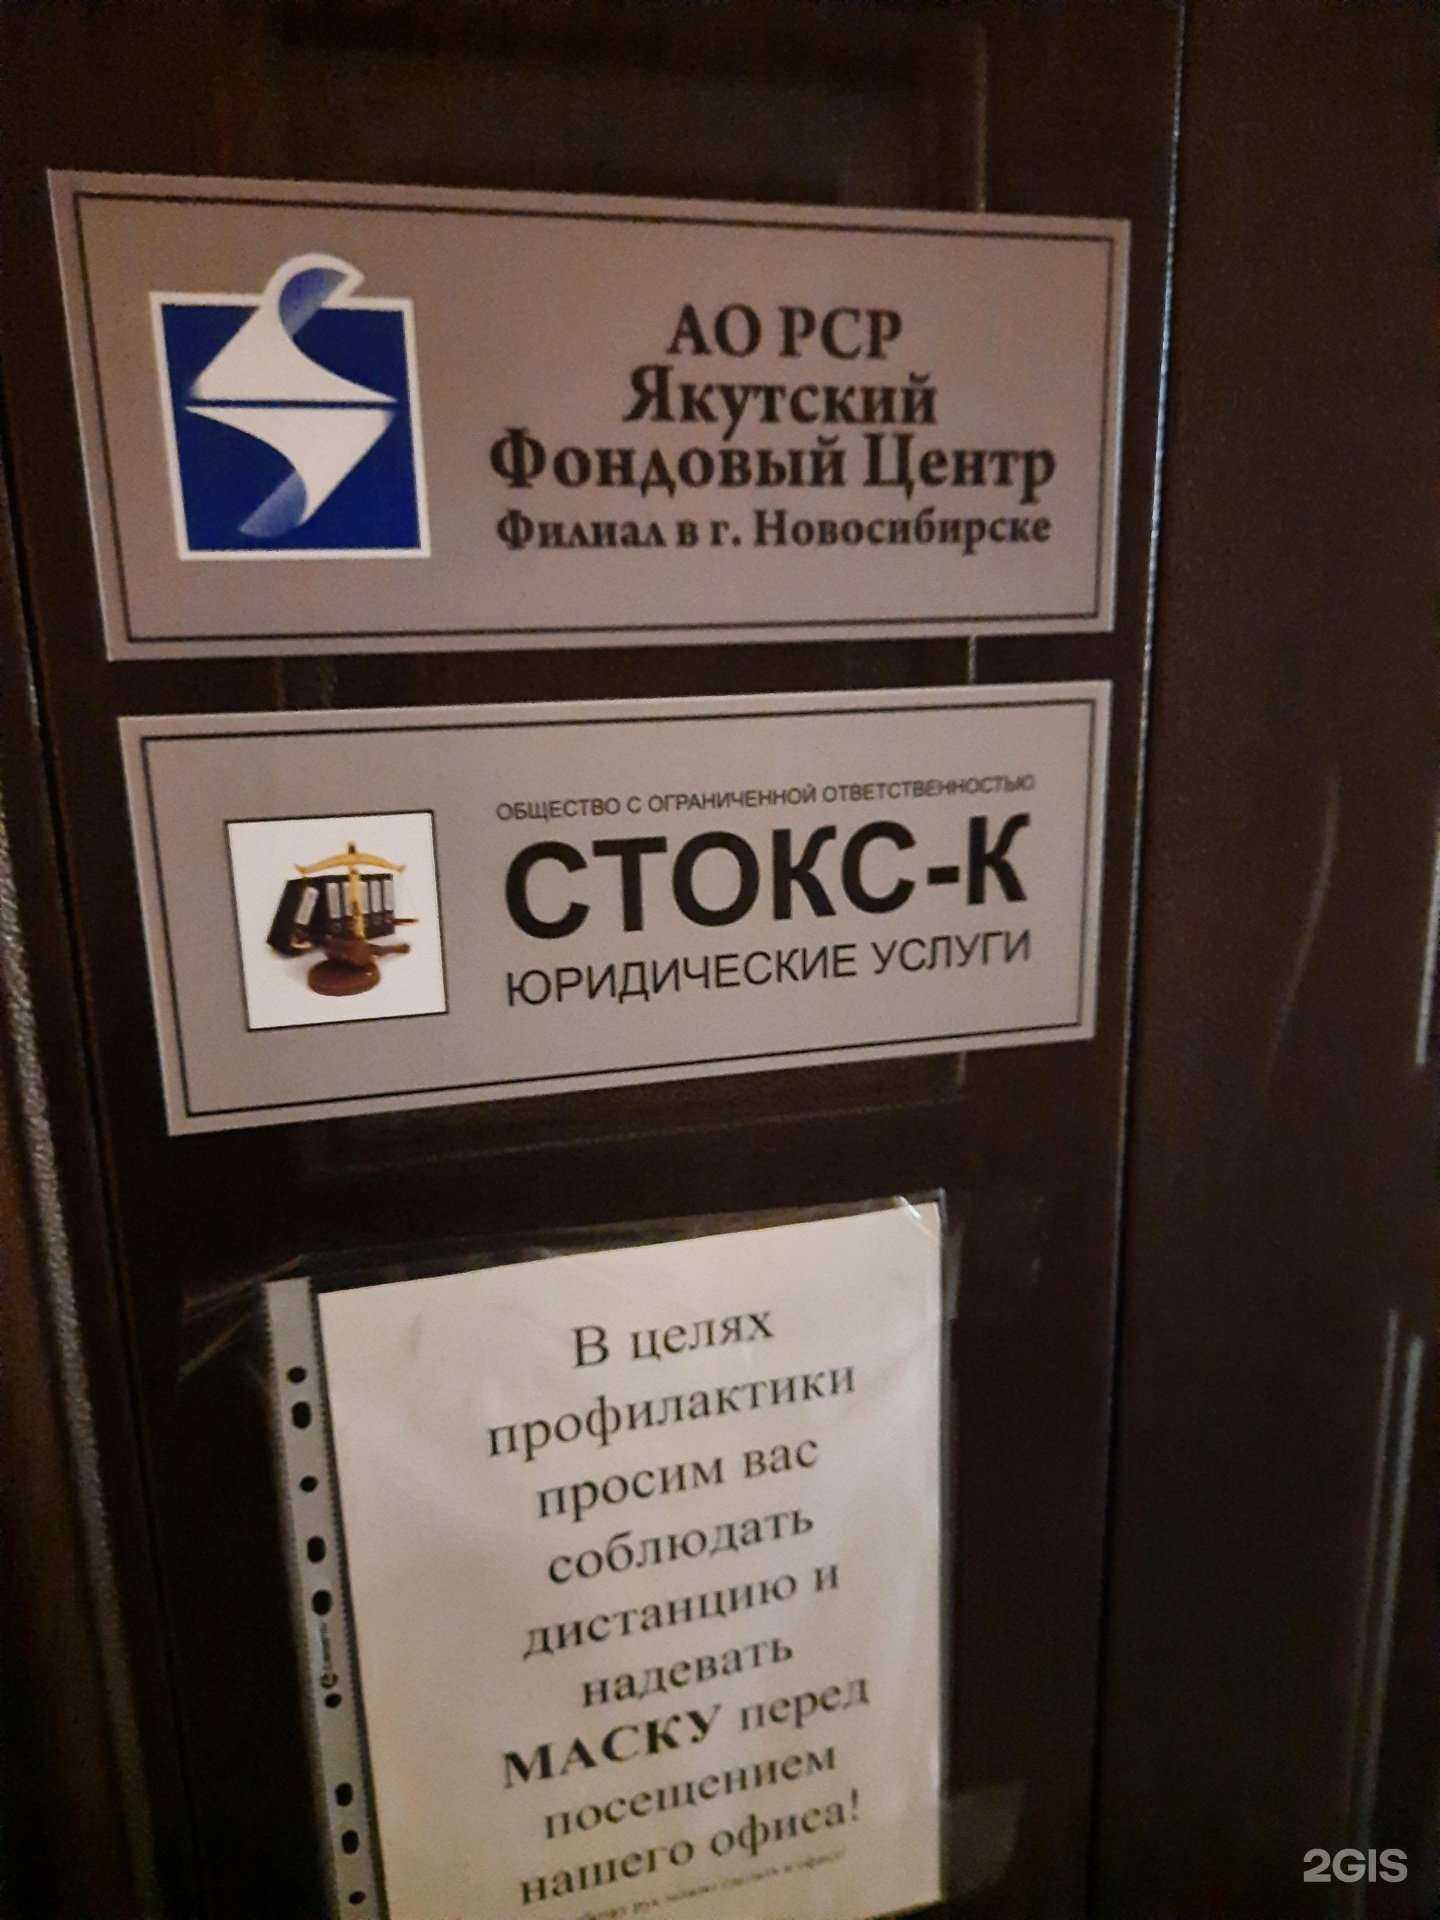 АО РСР
Якутский
Фондовый Центр
Филиал в г. Новосибирске
ОБЩЕСТВО С ОГРАНИЧЕННОЙ ОТВЕТСТВЕННОСТЬЮ
СТОКС-К
ЮРИДИЧЕСКИЕ УСЛУГИ
В целях
профилактики
просим вас
соблюдать
дистанцию и
надевать
МАСКУ перед
посещением
нашего офиса!
2GIS